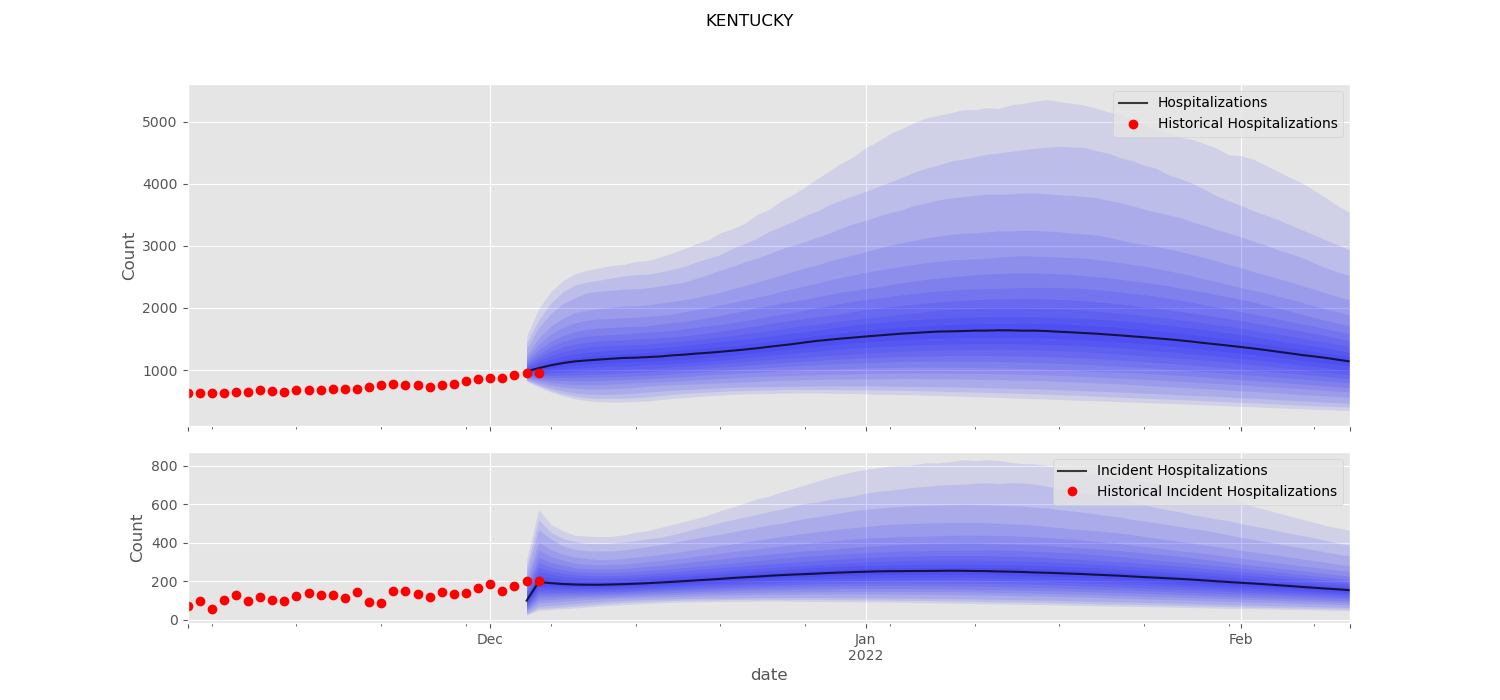 KENTUCKY
Hospitalizations
Historical Hospitalizations
5000
4000
3000
2000
1000
Count
Incident Hospitalizations
Historical Incident Hospitalizations
800
600
400
200
0
Count
Dec
Jan
2022
Feb
date